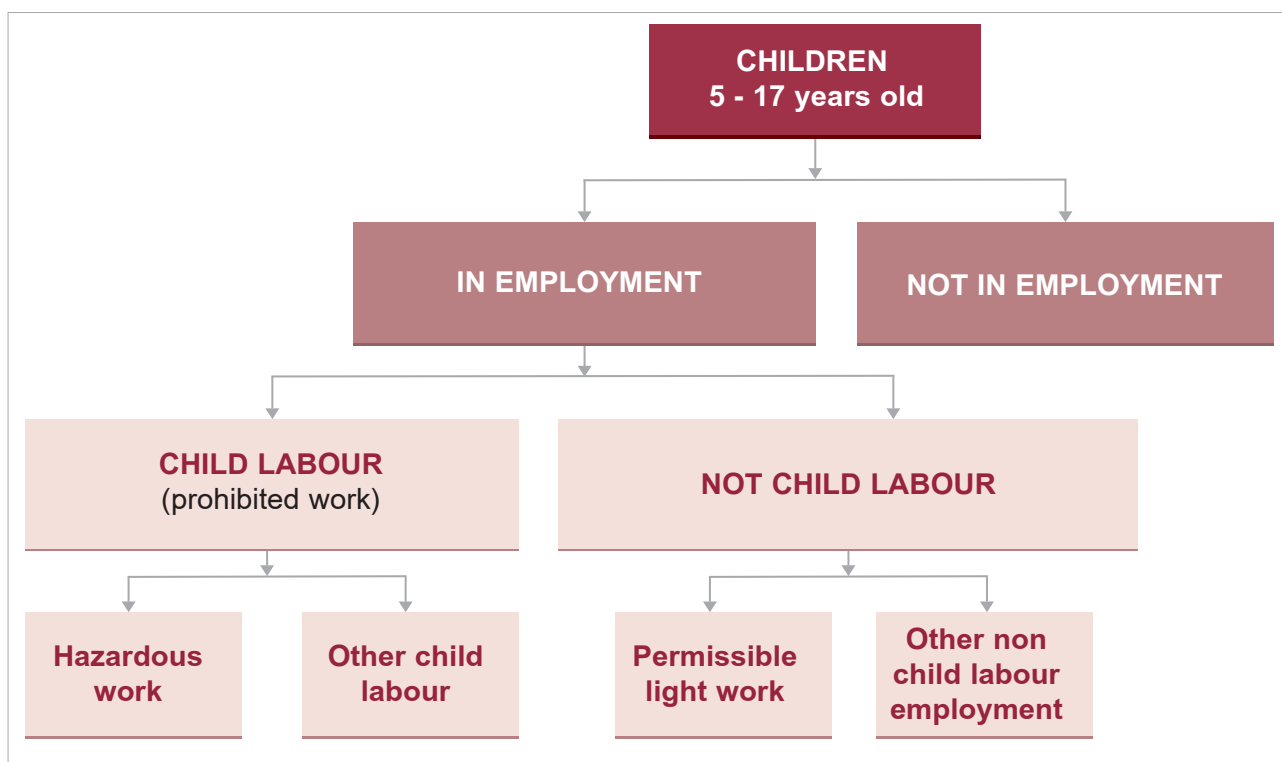 CHILDREN
5 - 17 years old
IN EMPLOYMENT
NOT IN EMPLOYMENT
CHILD LABOUR
(prohibited work)
NOT CHILD LABOUR
Hazardous
work
Other child
labour
Permissible
light work
Other non
child labour
employment